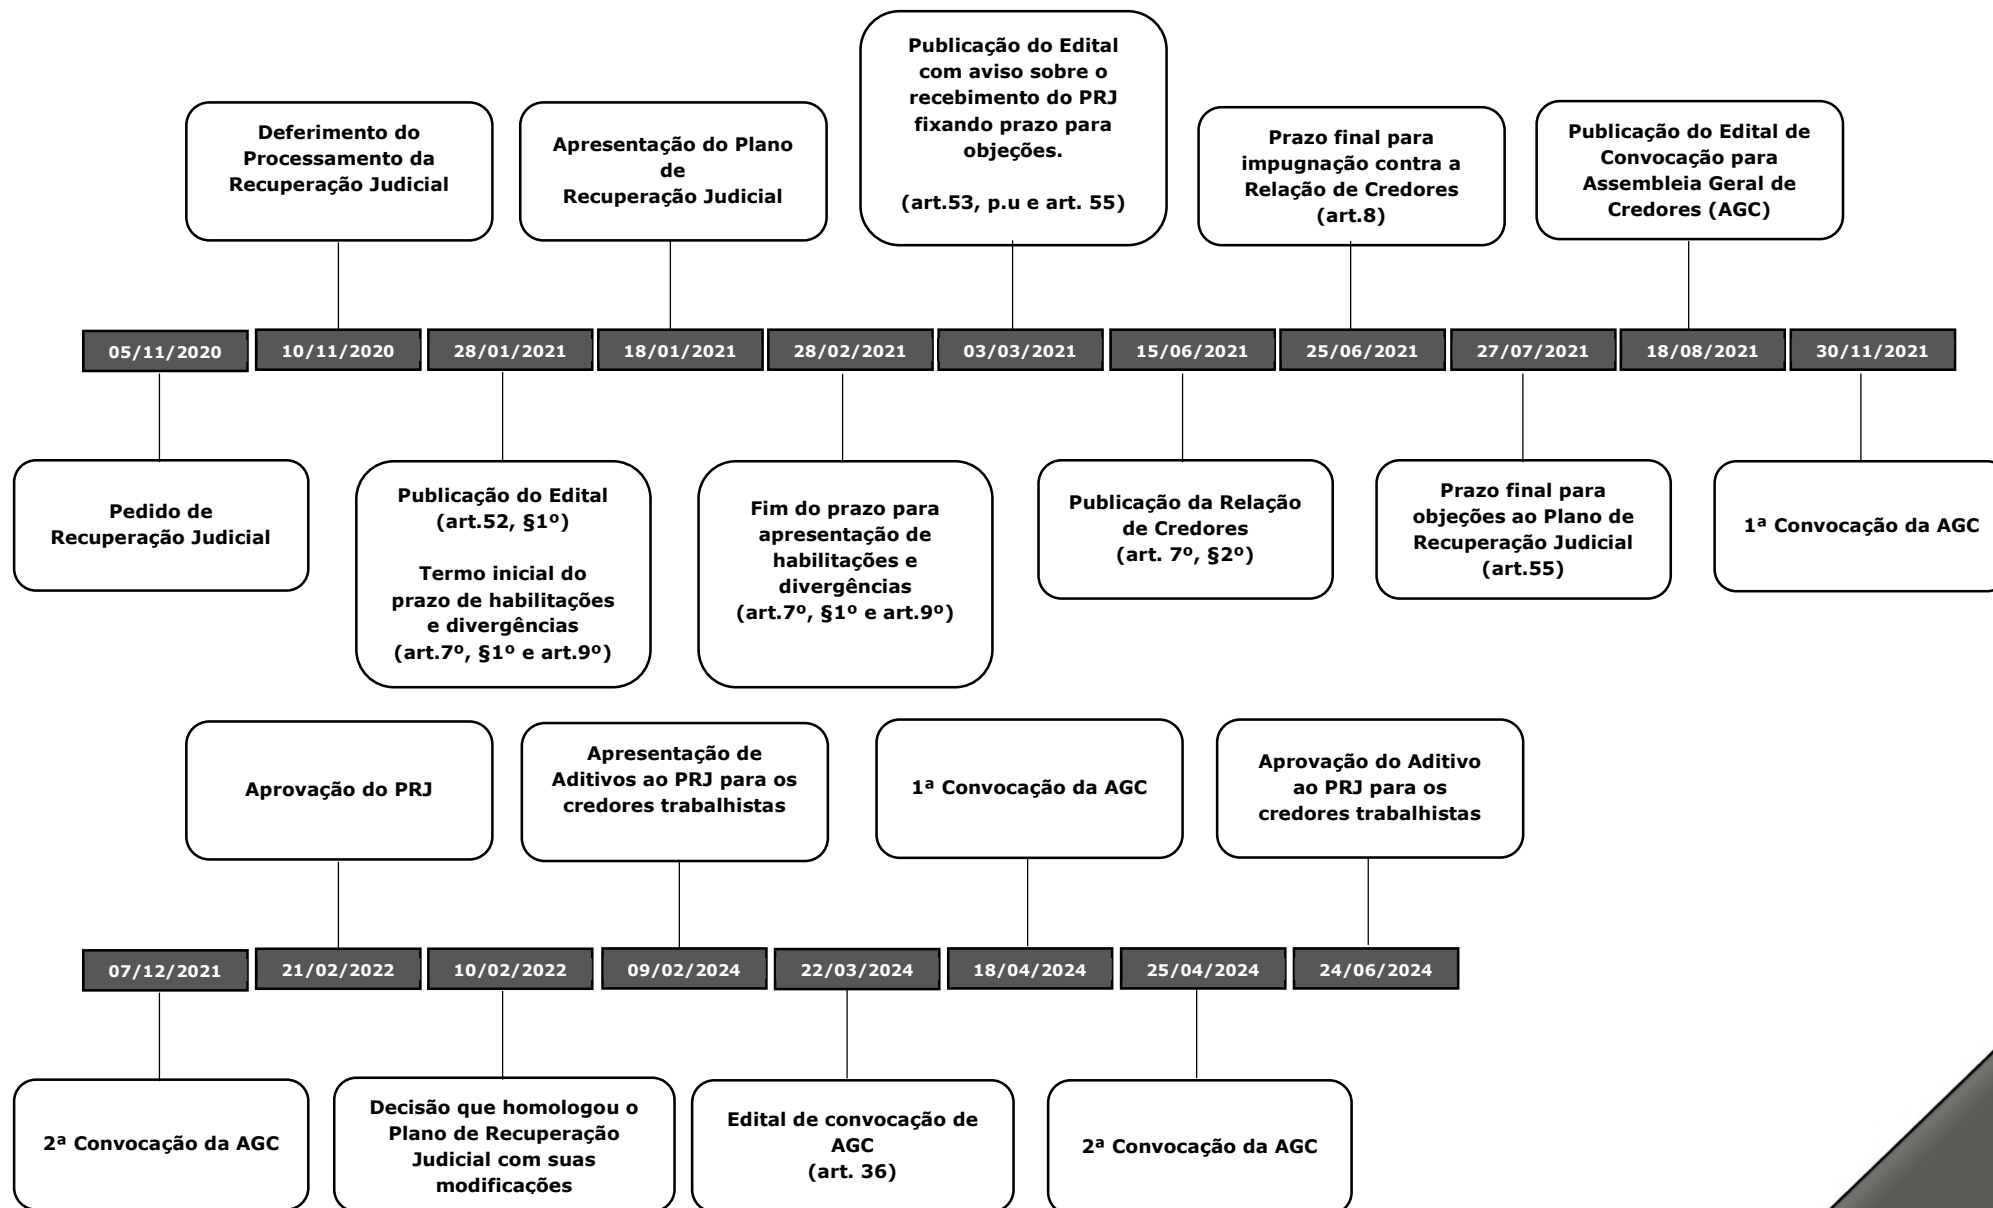 Publicação do Edital
com aviso sobre o
recebimento do PRJ
fixando prazo para
objeções.
(art.53, p.u e art. 55)
Deferimento do
Processamento da
Recuperação Judicial
Apresentação do Plano
de
Recuperação Judicial
Prazo final para
impugnação contra a
Relação de Credores
(art.8)
Publicação do Edital de
Convocação para
Assembleia Geral de
Credores (AGC)
05/11/2020
10/11/2020
28/01/2021
18/01/2021
28/02/2021
03/03/2021
15/06/2021
25/06/2021
27/07/2021
18/08/2021
30/11/2021
Pedido de
Recuperação Judicial
Publicação do Edital
(art.52, §1º)
Termo inicial do
prazo de habilitações
e divergências
(art.7º, §1º e art.9º)
Fim do prazo para
apresentação de
habilitações e
divergências
(art.7º, §1º e art.9º)
Publicação da Relação
de Credores
(art. 7º, §2º)
Prazo final para
objeções ao Plano de
Recuperação Judicial
(art.55)
1ª Convocação da AGC
Aprovação do PRJ
Apresentação de
Aditivos ao PRJ para os
credores trabalhistas
1ª Convocação da AGC
Aprovação do Aditivo
ao PRJ para os
credores trabalhistas
07/12/2021
21/02/2022
10/02/2022
09/02/2024
22/03/2024
18/04/2024
25/04/2024
24/06/2024
2ª Convocação da AGC
Decisão que homologou o
Plano de Recuperação
Judicial com suas
modificações
Edital de convocação de
AGC
(art. 36)
2ª Convocação da AGC